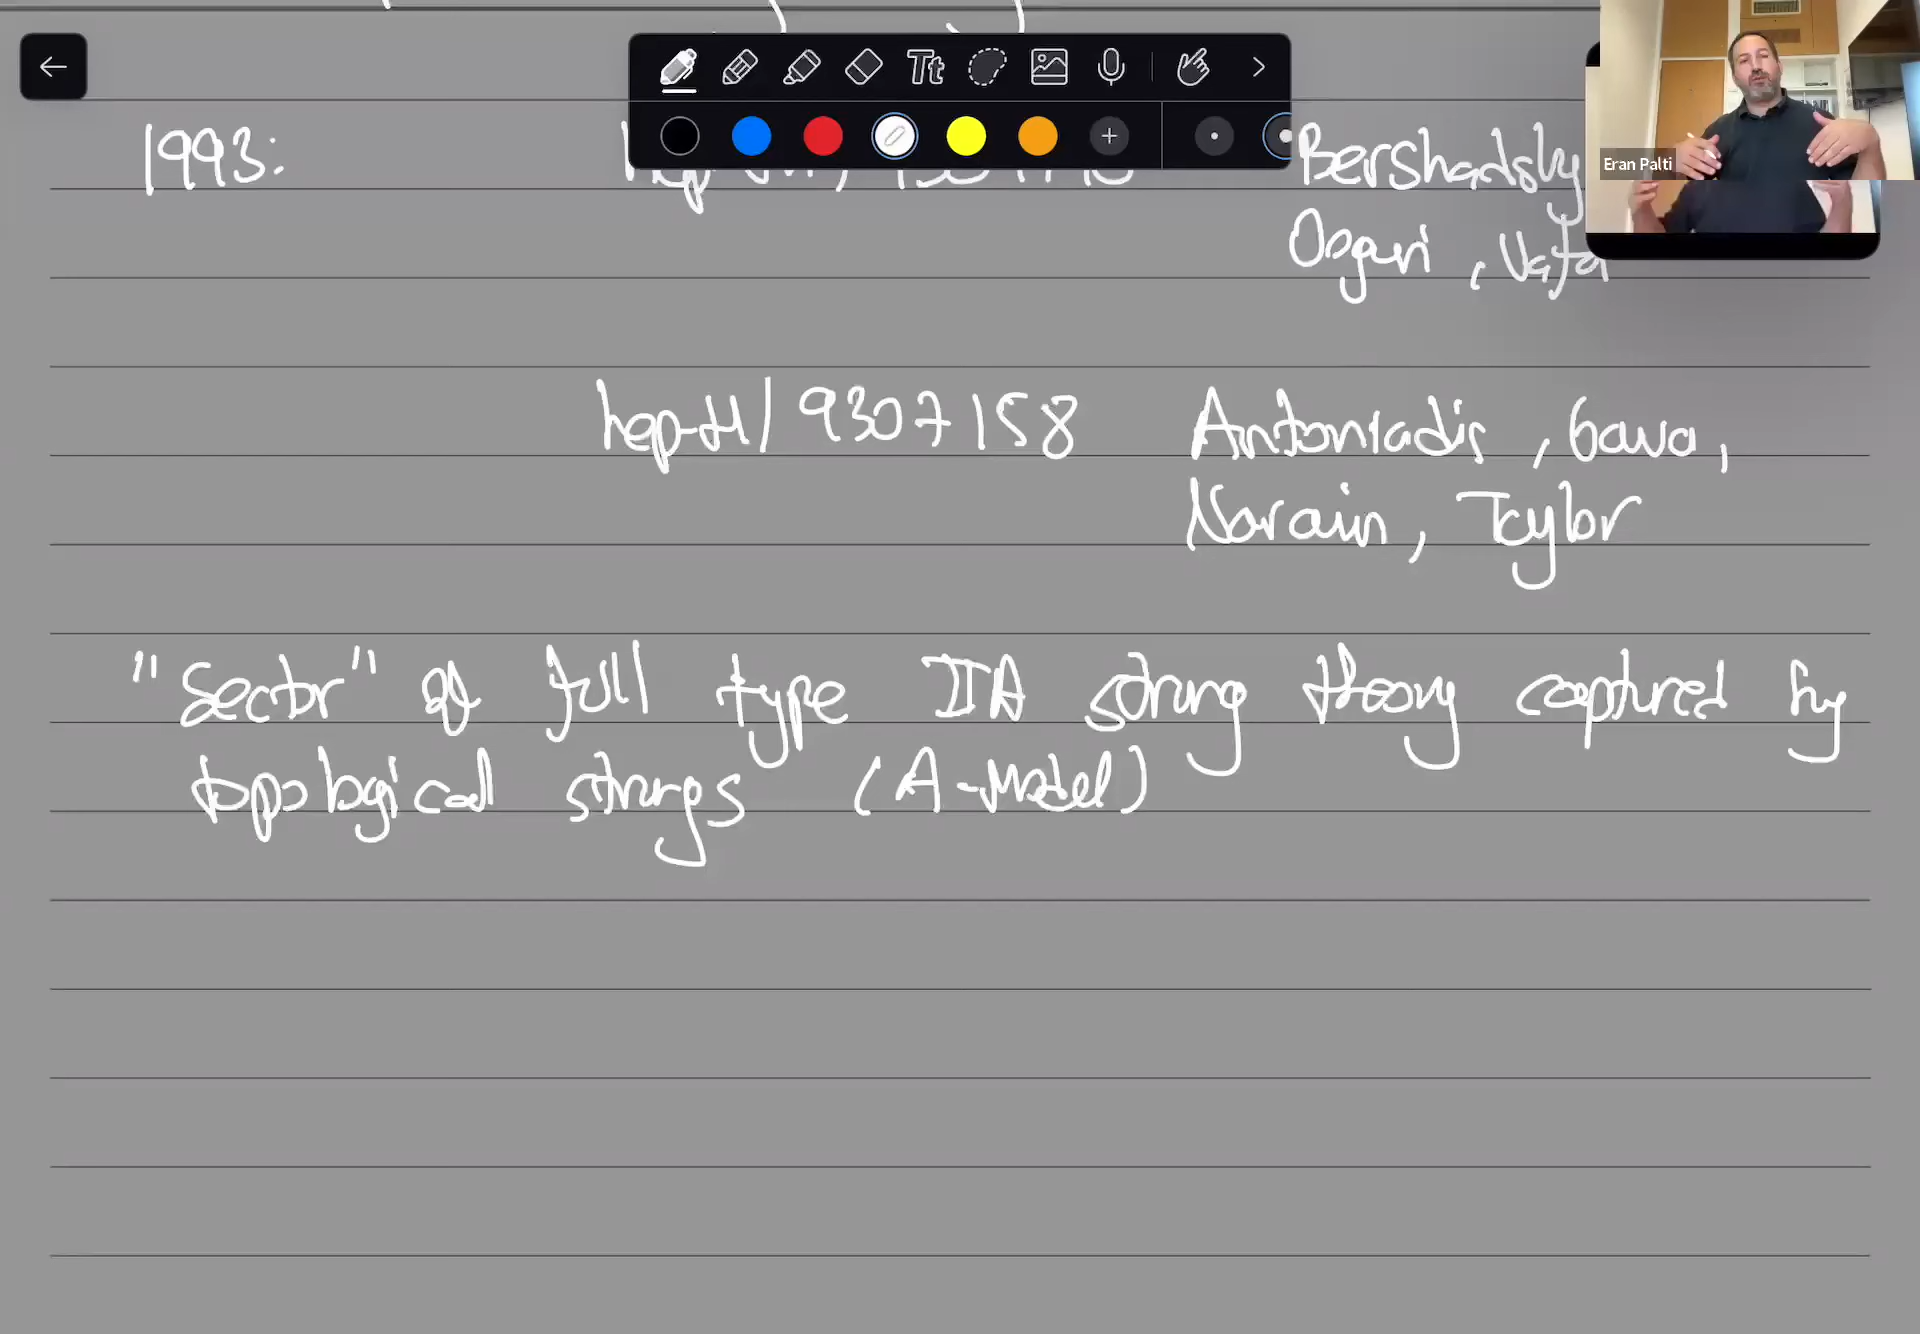 1993:
Bershadsky
Eran Palti
Ooguri, Vafa
hep-th/9307158 Antoniadis, Gava,
Narain, Taylor
"Sector" of full type IIA string theory captured by
topological strings (A-Model)
Tt